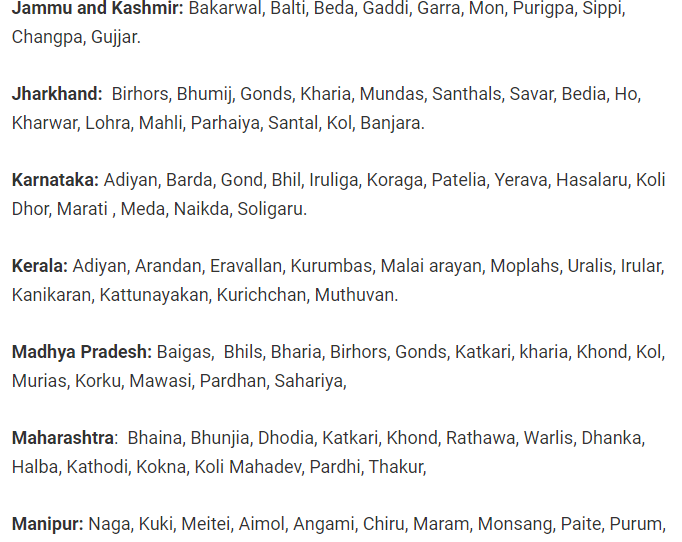 Jammu and Kashmir: Bakarwal, Balti, Beda, Gaddi, Garra, Mon, Purigpa, Sippi,
Changpa, Gujjar.
Jharkhand:  Birhors, Bhumij, Gonds, Kharia, Mundas, Santhals, Savar, Bedia, Ho,
Kharwar, Lohra, Mahli, Parhaiya, Santal, Kol, Banjara.
Karnataka: Adiyan, Barda, Gond, Bhil, Iruliga, Koraga, Patelia, Yerava, Hasalaru, Koli
Dhor, Marati , Meda, Naikda, Soligaru.
Kerala: Adiyan, Arandan, Eravallan, Kurumbas, Malai arayan, Moplahs, Uralis, Irular,
Kanikaran, Kattunayakan, Kurichchan, Muthuvan.
Madhya Pradesh: Baigas,  Bhils, Bharia, Birhors, Gonds, Katkari, kharia, Khond, Kol,
Murias, Korku, Mawasi, Pardhan, Sahariya,
Maharashtra:  Bhaina, Bhunjia, Dhodia, Katkari, Khond, Rathawa, Warlis, Dhanka,
Halba, Kathodi, Kokna, Koli Mahadev, Pardhi, Thakur,
Manipur: Naga, Kuki, Meitei, Aimol, Angami, Chiru, Maram, Monsang, Paite, Purum,